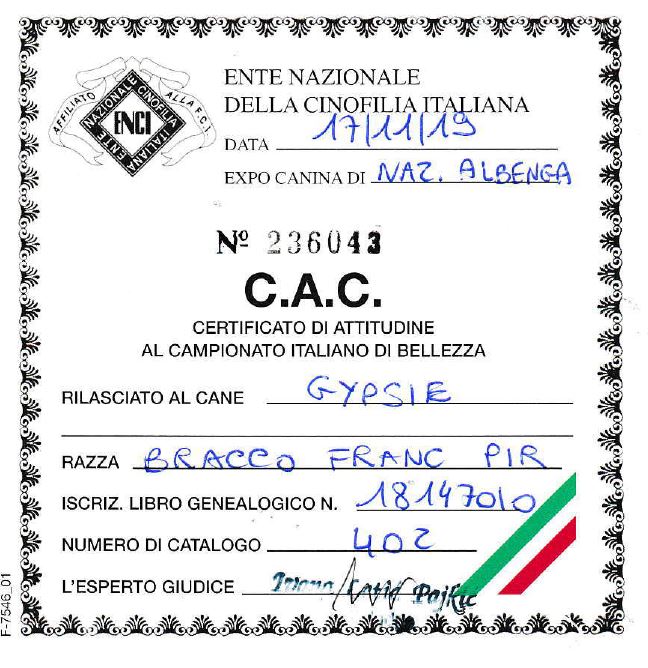 AFFILIATO ALLA F.C.I.
ENTE NAZIONALE CINOFILIA ITALIANA
ENCI
ENTE NAZIONALE
DELLA CINOFILIA ITALIANA
DATA 17/11/19
EXPO CANINA DI NAZ. ALBENGA
Nº 236043
C.A.C.
CERTIFICATO DI ATTITUDINE
AL CAMPIONATO ITALIANO DI BELLEZZA
RILASCIATO AL CANE GYPSIE
RAZZA BRACCO FRANC PIR
ISCRIZ. LIBRO GENEALOGICO N. 18147010
NUMERO DI CATALOGO 402
L'ESPERTO GIUDICE
F-7546_01